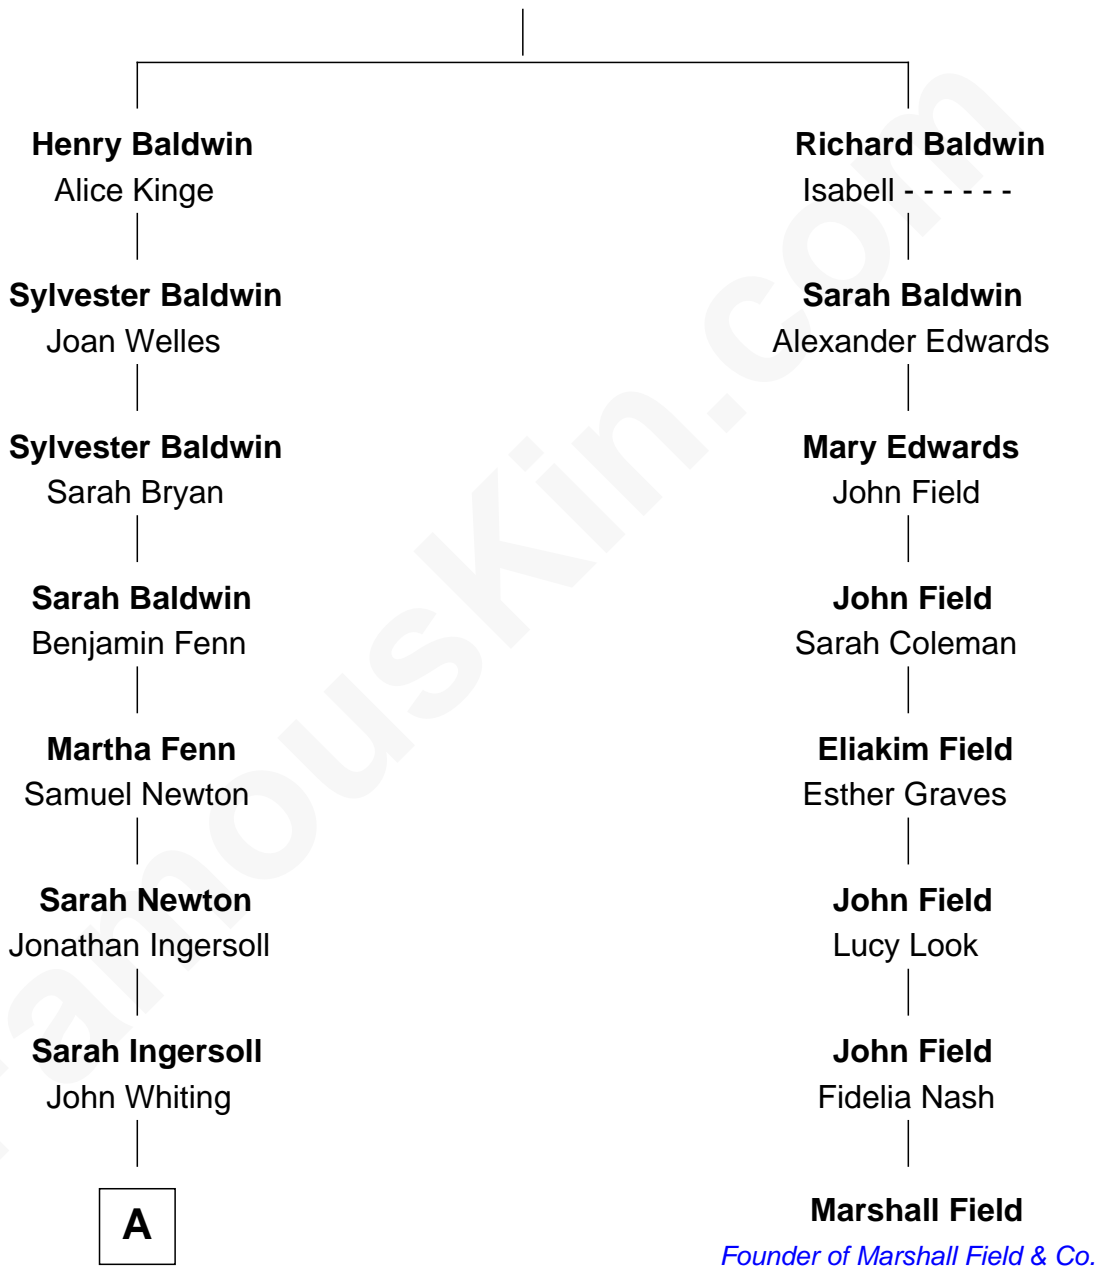 Henry Baldwin
Alice Kinge
Sylvester Baldwin
Joan Welles
Sylvester Baldwin
Sarah Bryan
Sarah Baldwin
Benjamin Fenn
Martha Fenn
Samuel Newton
Sarah Newton
Jonathan Ingersoll
Sarah Ingersoll
John Whiting
A
Richard Baldwin
Isabell - - - - - -
Sarah Baldwin
Alexander Edwards
Mary Edwards
John Field
John Field
Sarah Coleman
Eliakim Field
Esther Graves
John Field
Lucy Look
John Field
Fidelia Nash
Marshall Field
Founder of Marshall Field & Co.
FamousKin.com